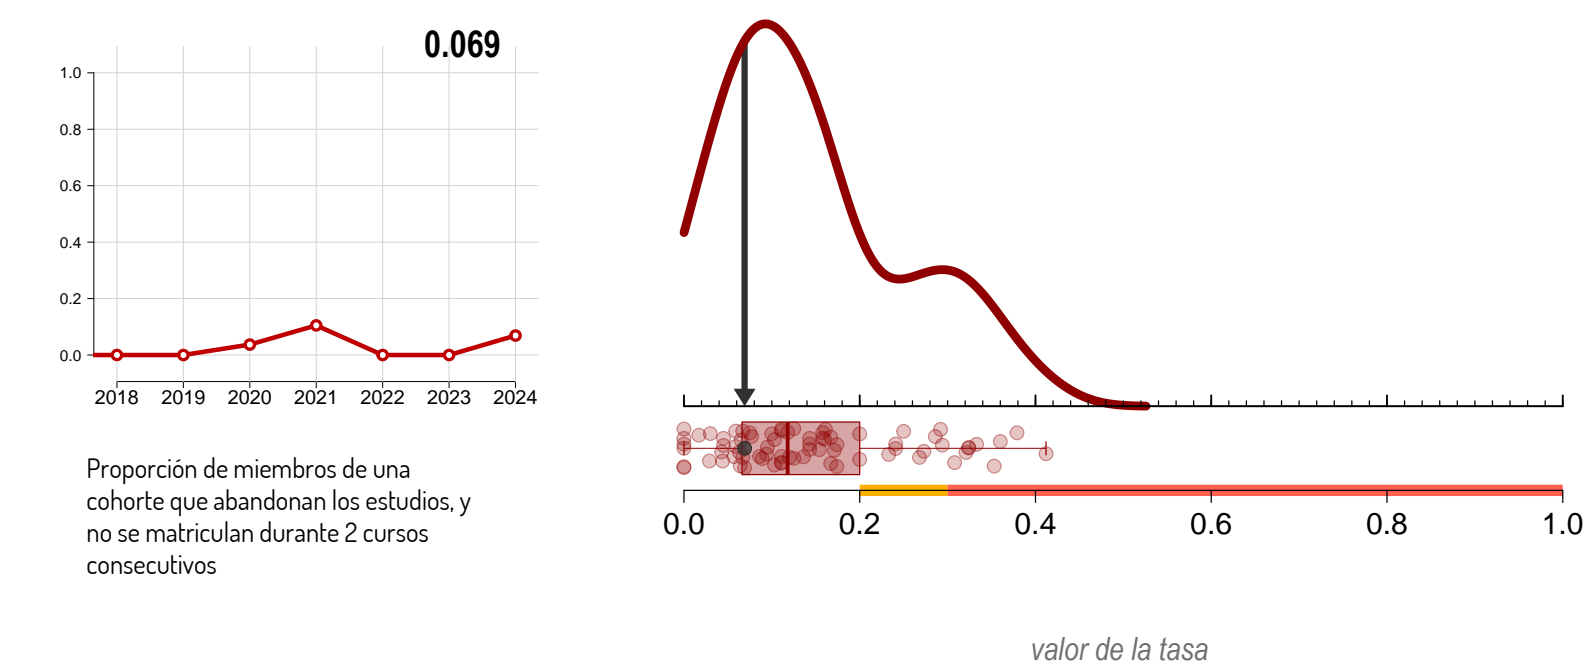 0.069
1.0
0.8
0.6
0.4
0.2
0.0
2018 2019 2020 2021 2022 2023 2024
Proporción de miembros de una
cohorte que abandonan los estudios, y
no se matriculan durante 2 cursos
consecutivos
0.0 0.2 0.4 0.6 0.8 1.0
valor de la tasa